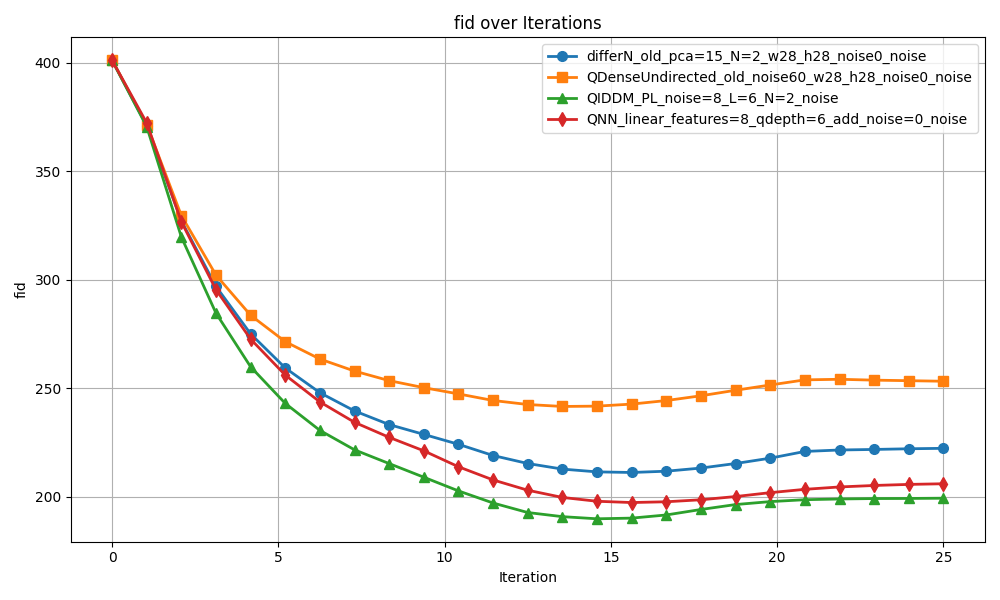 fid over Iterations
differN_old_pca=15_N=2_w28_h28_noise0_noise
QDenseUndirected_old_noise60_w28_h28_noise0_noise
QIDDM_PL_noise=8_L=6_N=2_noise
QNN_linear_features=8_qdepth=6_add_noise=0_noise
400
350
300
250
200
fid
0 5 10 15 20 25
Iteration